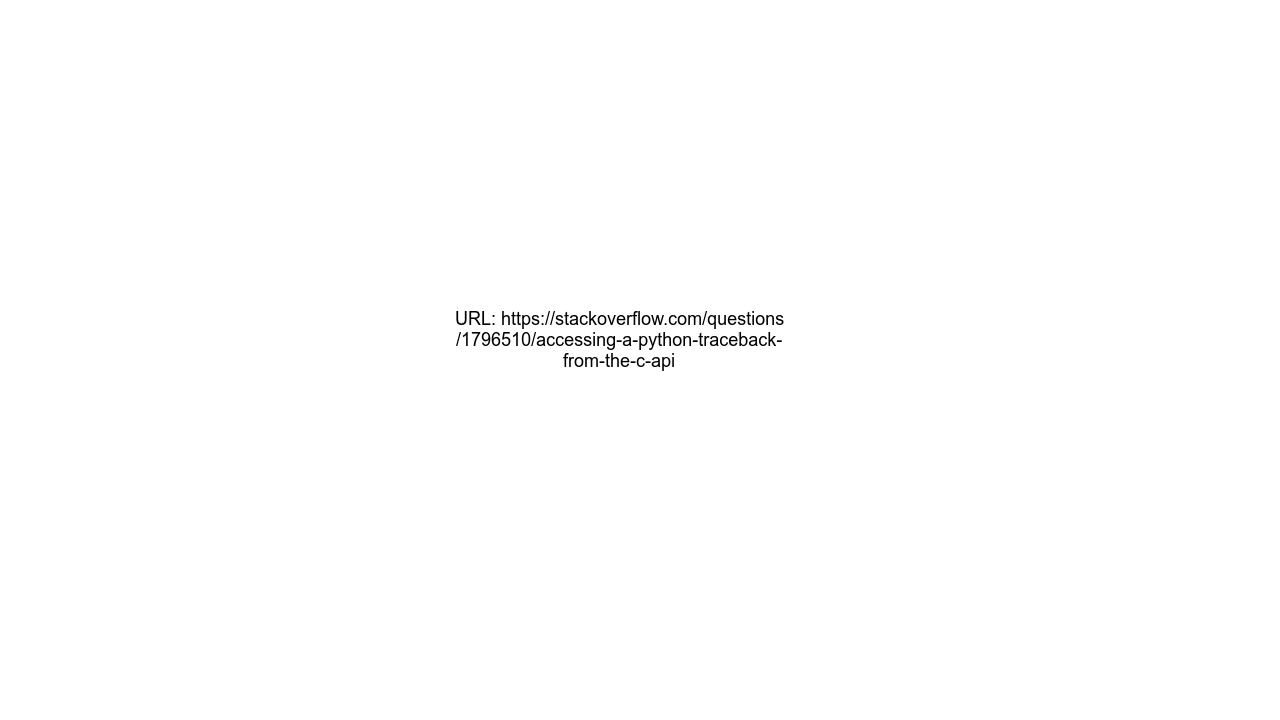 URL: https://stackoverflow.com/questions
/1796510/accessing-a-python-traceback-
from-the-c-api